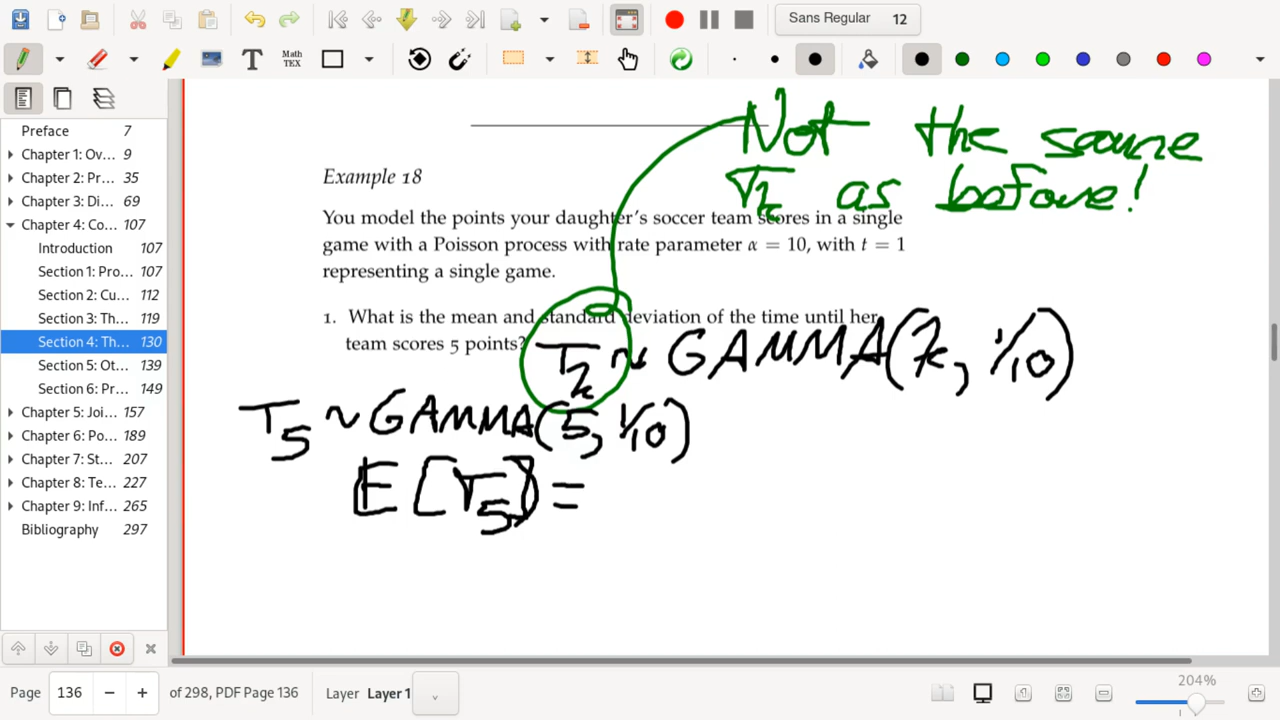 Sans Regular 12
T
Math
TEX
Preface 7
Chapter 1: Ov... 9
Chapter 2: Pr... 35
Chapter 3: Di... 69
Chapter 4: Co... 107
Introduction 107
Section 1: Pro... 107
Section 2: Cu... 112
Section 3: Th... 119
Section 4: Th... 130
Section 5: Ot... 139
Section 6: Pr... 149
Chapter 5: Joi... 157
Chapter 6: Po... 189
Chapter 7: St... 207
Chapter 8: Te... 227
Chapter 9: Inf... 265
Bibliography 297
Not the same
T_k as before!
Example 18
You model the points your daughter's soccer team scores in a single
game with a Poisson process with rate parameter α = 10, with t = 1
representing a single game.
1. What is the mean and standard deviation of the time until her
team scores 5 points?
T_k ~ GAMMA(k, 1/10)
T_5 ~ GAMMA(5, 1/10)
E[T_5] =
Page 136 of 298, PDF Page 136 Layer Layer 1
204%